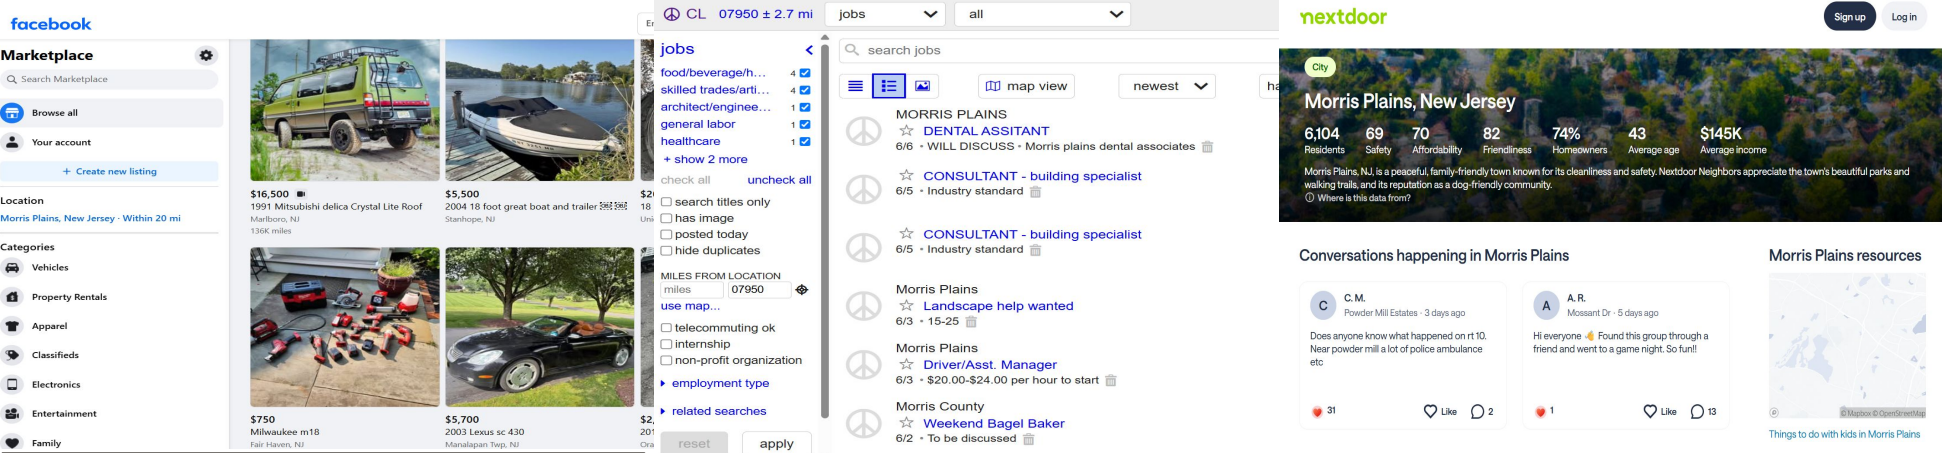 facebook
Er
Marketplace
Search Marketplace
Browse all
Your account
+ Create new listing
Location
Morris Plains, New Jersey · Within 20 mi
Categories
Vehicles
Property Rentals
Apparel
Classifieds
Electronics
Entertainment
Family
$16,500
1991 Mitsubishi delica Crystal Lite Roof
Marlboro, NJ
136K miles
$5,500
2004 18 foot great boat and trailer
Stanhope, NJ
$20
18
Uni
$750
Milwaukee m18
Fair Haven, NJ
$5,700
2003 Lexus sc 430
Manalapan Twp, NJ
$2,
201
Ora
CL 07950 ± 2.7 mi
jobs
all
jobs <
food/beverage/h... 4
skilled trades/arti... 4
architect/enginee... 1
general labor 1
healthcare 1
+ show 2 more
check all uncheck all
search titles only
has image
posted today
hide duplicates
MILES FROM LOCATION
miles 07950
use map...
telecommuting ok
internship
non-profit organization
employment type
related searches
reset apply
search jobs
map view
newest
ha
MORRIS PLAINS
DENTAL ASSITANT
6/6 • WILL DISCUSS • Morris plains dental associates
CONSULTANT - building specialist
6/5 • Industry standard
CONSULTANT - building specialist
6/5 • Industry standard
Morris Plains
Landscape help wanted
6/3 • 15-25
Morris Plains
Driver/Asst. Manager
6/3 • $20.00-$24.00 per hour to start
Morris County
Weekend Bagel Baker
6/2 • To be discussed
nextdoor
Sign up
Log in
City
Morris Plains, New Jersey
6,104 69 70 82 74% 43 $145K
Residents Safety Affordability Friendliness Homeowners Average age Average income
Morris Plains, NJ, is a peaceful, family-friendly town known for its cleanliness and safety. Nextdoor Neighbors appreciate the town's beautiful parks and
walking trails, and its reputation as a dog-friendly community.
Where is this data from?
Conversations happening in Morris Plains
C
C. M.
Powder Mill Estates · 3 days ago
Does anyone know what happened on rt 10.
Near powder mill a lot of police ambulance
etc
31 Like 2
A
A. R.
Mossant Dr · 5 days ago
Hi everyone 👋 Found this group through a
friend and went to a game night. So fun!!
1 Like 13
Morris Plains resources
© Mapbox © OpenStreetMap
Things to do with kids in Morris Plains